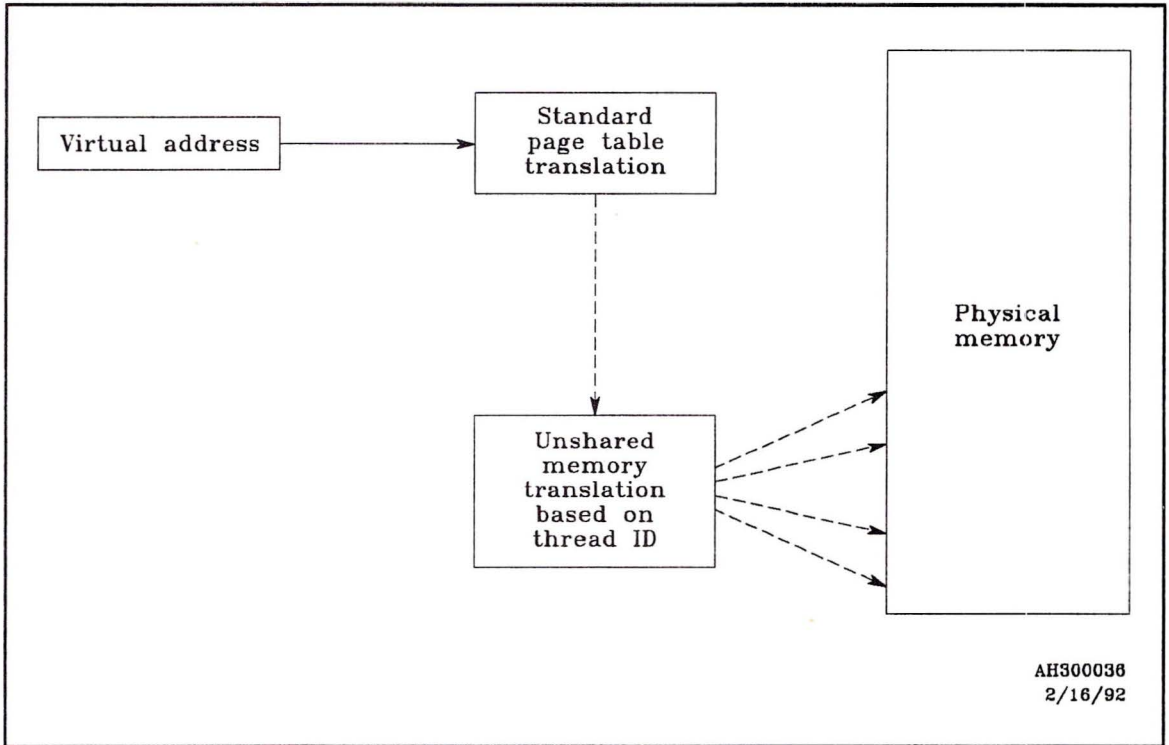 Virtual address
Standard
page table
translation
Physical
memory
Unshared
memory
translation
based on
thread ID
AH300036
2/16/92